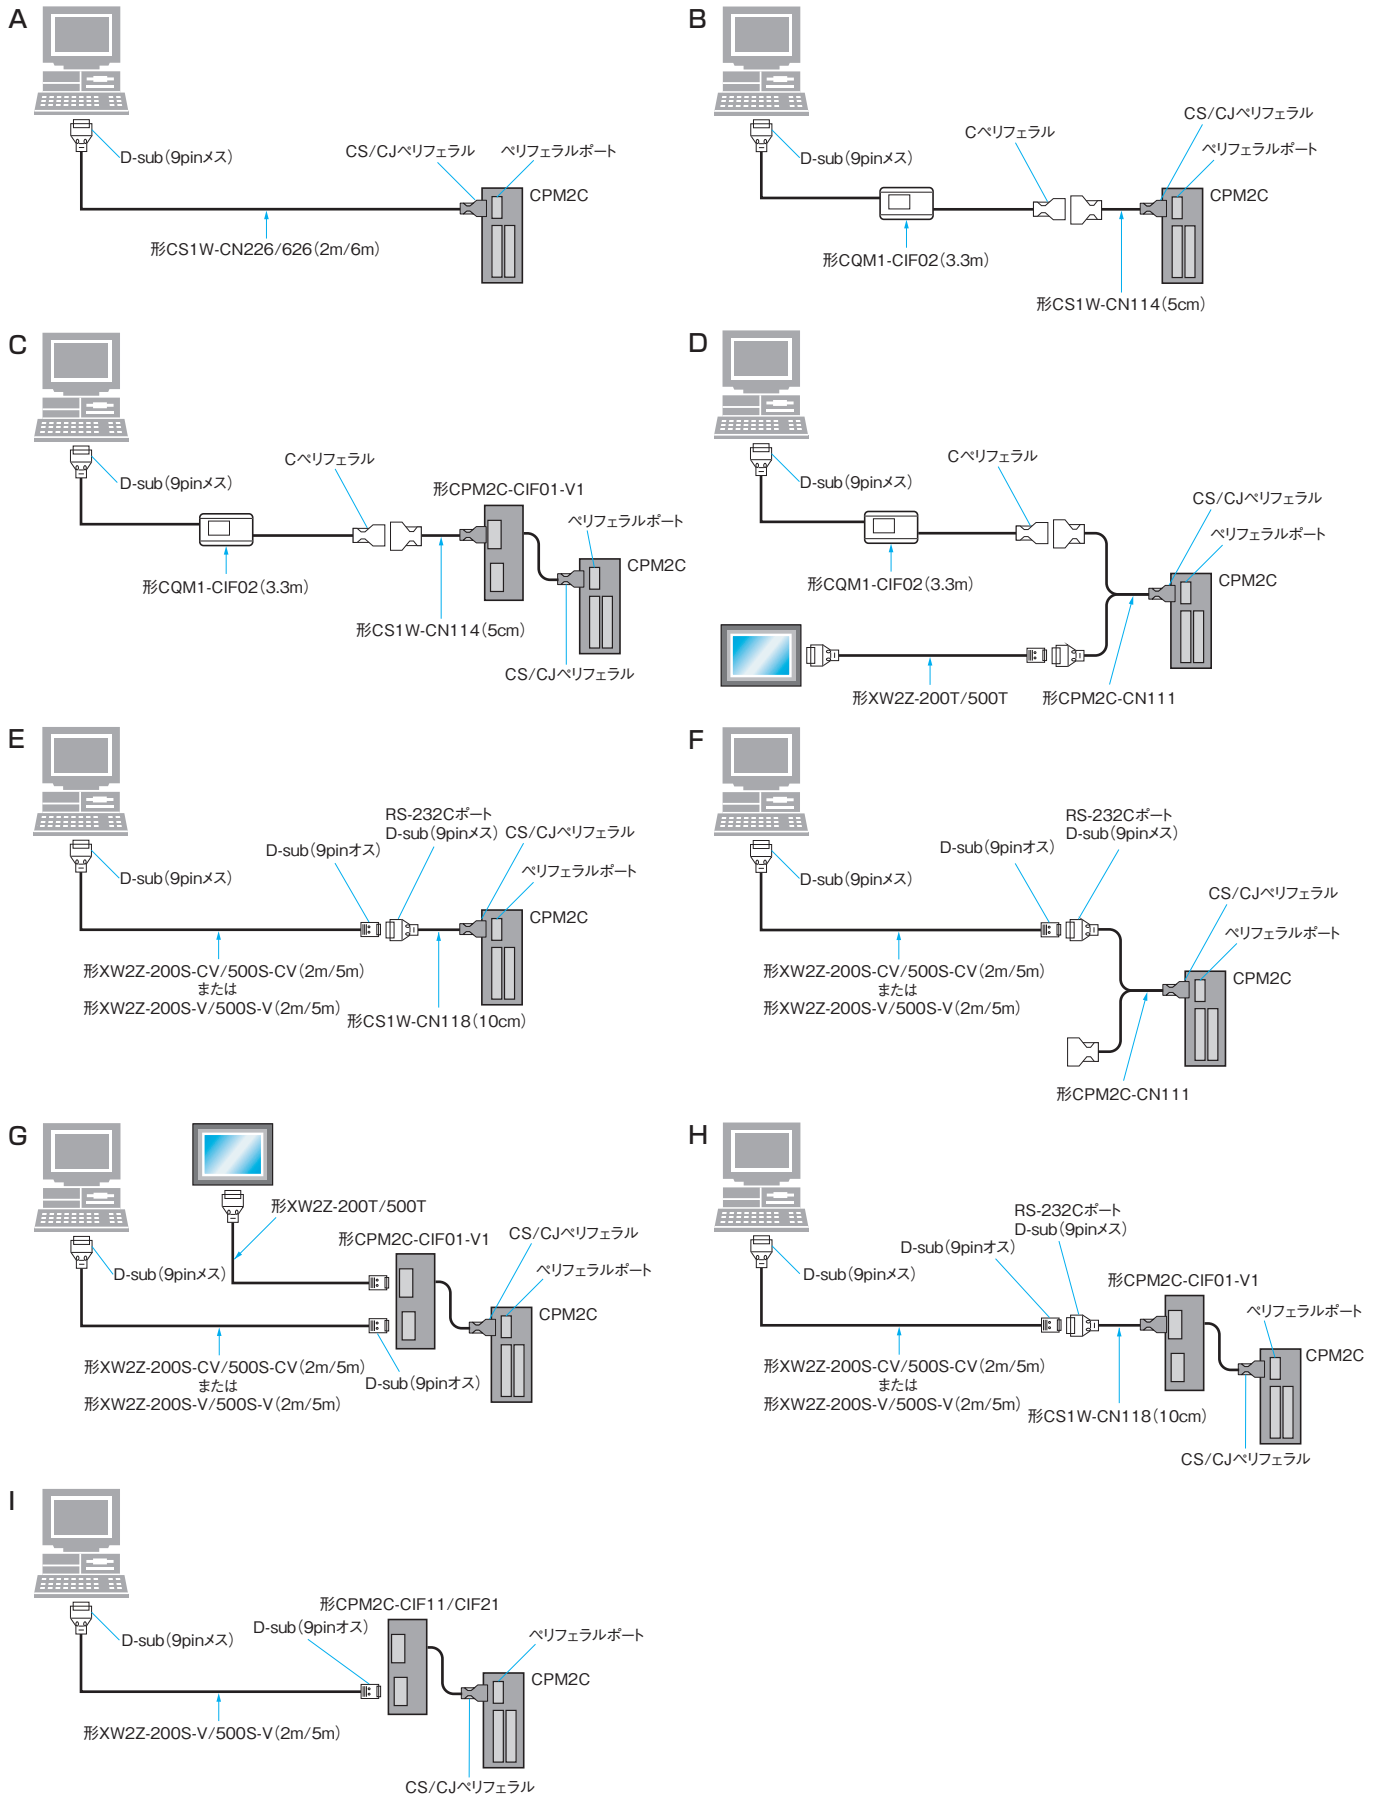 A
D-sub（9pinメス）
CS/CJペリフェラル
ペリフェラルポート
CPM2C
形CS1W-CN226/626（2m/6m）
B
D-sub（9pinメス）
Cペリフェラル
CS/CJペリフェラル
ペリフェラルポート
CPM2C
形CQM1-CIF02（3.3m）
形CS1W-CN114（5cm）
C
D-sub（9pinメス）
Cペリフェラル
形CPM2C-CIF01-V1
ペリフェラルポート
CPM2C
形CQM1-CIF02（3.3m）
形CS1W-CN114（5cm）
CS/CJペリフェラル
D
D-sub（9pinメス）
Cペリフェラル
CS/CJペリフェラル
ペリフェラルポート
CPM2C
形CQM1-CIF02（3.3m）
形XW2Z-200T/500T
形CPM2C-CN111
E
D-sub（9pinメス）
D-sub（9pinオス）
RS-232Cポート
D-sub（9pinメス）
CS/CJペリフェラル
ペリフェラルポート
CPM2C
形XW2Z-200S-CV/500S-CV（2m/5m）
または
形XW2Z-200S-V/500S-V（2m/5m）
形CS1W-CN118（10cm）
F
D-sub（9pinメス）
D-sub（9pinオス）
RS-232Cポート
D-sub（9pinメス）
CS/CJペリフェラル
ペリフェラルポート
CPM2C
形XW2Z-200S-CV/500S-CV（2m/5m）
または
形XW2Z-200S-V/500S-V（2m/5m）
形CPM2C-CN111
G
D-sub（9pinメス）
形XW2Z-200T/500T
形CPM2C-CIF01-V1
CS/CJペリフェラル
ペリフェラルポート
CPM2C
形XW2Z-200S-CV/500S-CV（2m/5m）
または
形XW2Z-200S-V/500S-V（2m/5m）
D-sub（9pinオス）
H
D-sub（9pinメス）
D-sub（9pinオス）
RS-232Cポート
D-sub（9pinメス）
形CPM2C-CIF01-V1
ペリフェラルポート
CPM2C
形XW2Z-200S-CV/500S-CV（2m/5m）
または
形XW2Z-200S-V/500S-V（2m/5m）
形CS1W-CN118（10cm）
CS/CJペリフェラル
I
D-sub（9pinメス）
D-sub（9pinオス）
形CPM2C-CIF11/CIF21
ペリフェラルポート
CPM2C
形XW2Z-200S-V/500S-V（2m/5m）
CS/CJペリフェラル